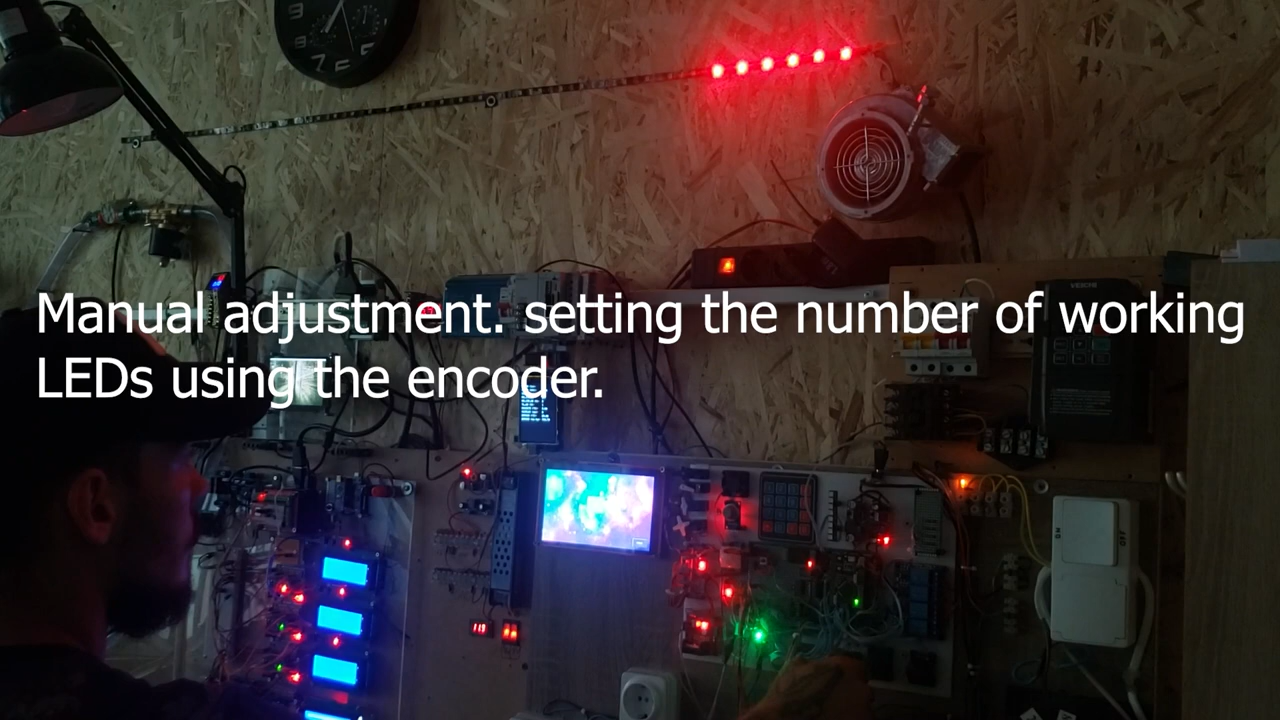 Manual adjustment. setting the number of working
LEDs using the encoder.